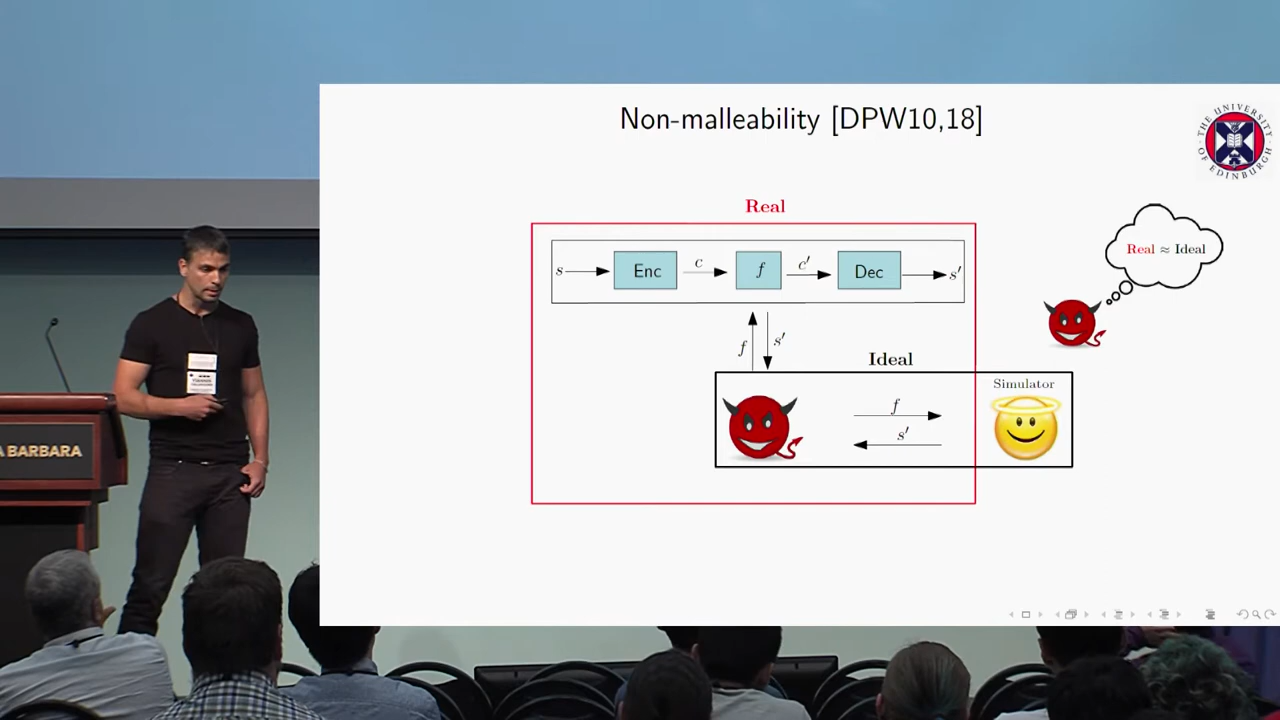 Non-malleability [DPW10,18]
THE UNIVERSITY OF EDINBURGH
Real
Real ≈ Ideal
s
Enc
c
f
c′
Dec
s′
f
s′
Ideal
Simulator
f
s′
A BARBARA